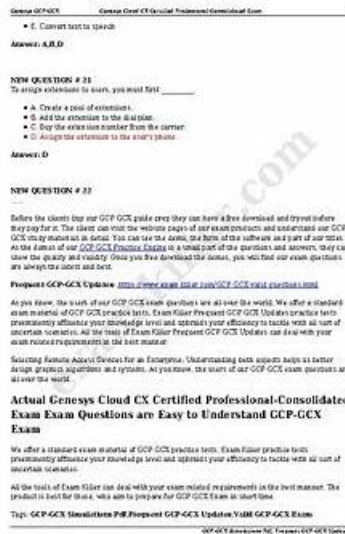 Genesys GCP-GCX Genesys Cloud CX Certified Professional-Consolidated Exam
E. Convert text to speech
Answer: A,B,D
NEW QUESTION # 21
To assign extensions to users, you must first
A. Create a pool of extensions.
B. Add the extension to the dial plan.
C. Buy the extension number from the carrier.
D. Assign the extension to the user's phone.
Answer: D
NEW QUESTION # 22
.....
Before the clients buy our GCP-GCX guide prep they can have a free download and tryout before
they pay for it. The client can visit the website pages of our exam products and understand our GCP-
GCX study materials in detail. You can see the demo, the form of the software and part of our titles.
As the demos of our GCP-GCX Practice Engine is a small part of the questions and answers, they can
show the quality and validity. Once you free download the demos, you will find our exam questions
are always the latest and best.
Frequent GCP-GCX Updates: 
As you know, the users of our GCP-GCX exam questions are all over the world. We offer a standard
exam material of GCP-GCX practice tests. Exam Killer Frequent GCP-GCX Updates practice tests
preeminently affluence your knowledge level and upbraids your efficiency to tackle with all sort of
uncertain scenarios. All the tools of Exam Killer Frequent GCP-GCX Updates can deal with your
exam related requirements in the best manner.
Selecting Remote Access Devices for an Enterprise, Understanding both aspects helps us better
design graphics algorithms and systems, As you know, the users of our GCP-GCX exam questions are
all over the world.
Actual Genesys Cloud CX Certified Professional-Consolidated
Exam Exam Questions are Easy to Understand GCP-GCX
Exam
We offer a standard exam material of GCP-GCX practice tests, Exam Killer practice tests
preeminently affluence your knowledge level and upbraids your efficiency to tackle with all sort of
uncertain scenarios.
All the tools of Exam Killer can deal with your exam related requirements in the best manner. The
product is best for those, who aim to prepare for GCP-GCX Exam in short time.
Tags: GCP-GCX Simulations Pdf,Frequent GCP-GCX Updates,Valid GCP-GCX Exam